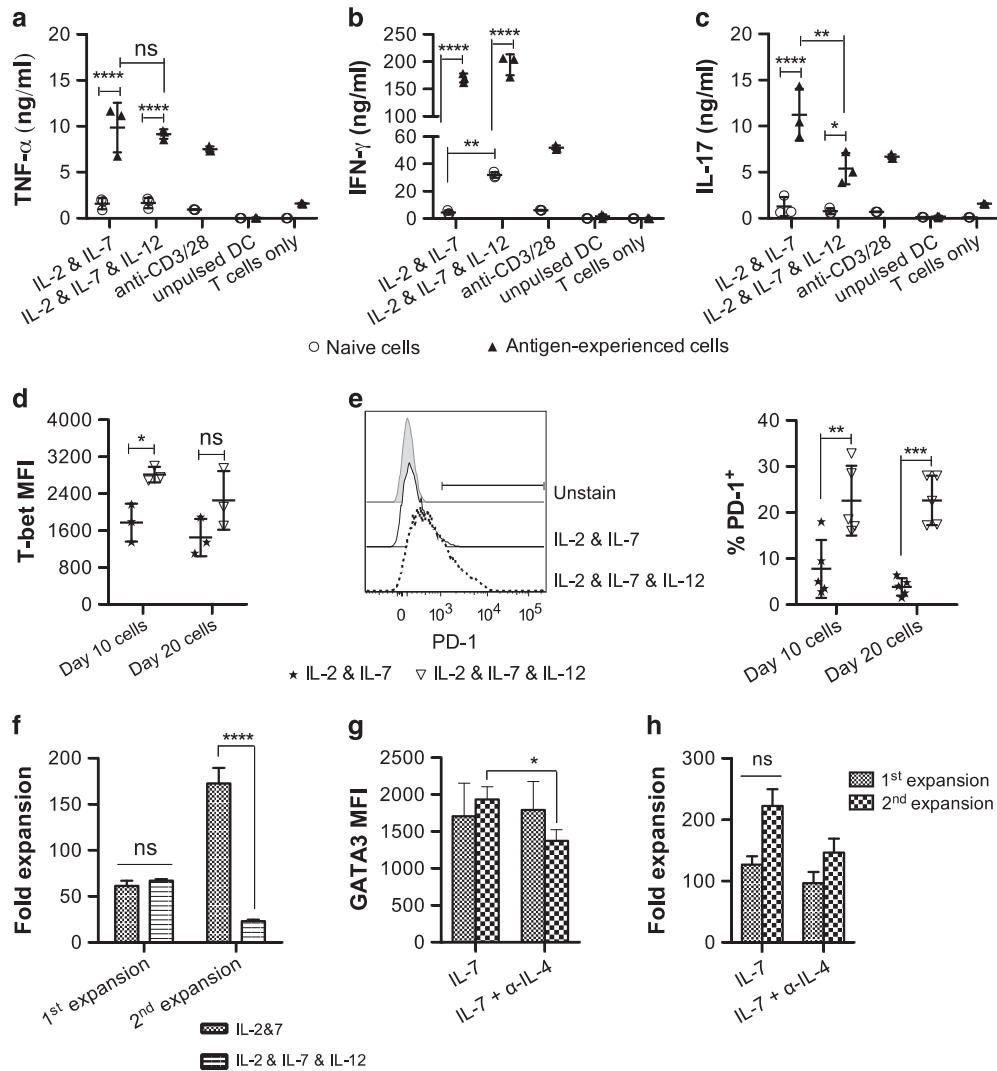 a
TNF-α (ng/ml)
20
15
10
5
0
****
ns
****
IL-2 & IL-7
IL-2 & IL-7 & IL-12
anti-CD3/28
unpulsed DC
T cells only
b
IFN-γ (ng/ml)
250
200
150
100
60
40
20
0
****
****
**
IL-2 & IL-7
IL-2 & IL-7 & IL-12
anti-CD3/28
unpulsed DC
T cells only
c
IL-17 (ng/ml)
20
15
10
5
0
****
**
*
IL-2 & IL-7
IL-2 & IL-7 & IL-12
anti-CD3/28
unpulsed DC
T cells only
Naive cells
Antigen-experienced cells
d
T-bet MFI
4000
3200
2400
1600
800
0
*
ns
Day 10 cells
Day 20 cells
e
Unstain
IL-2 & IL-7
IL-2 & IL-7 & IL-12
0
10³
10⁴
10⁵
PD-1
% PD-1⁺
40
30
20
10
0
**
***
Day 10 cells
Day 20 cells
IL-2 & IL-7
IL-2 & IL-7 & IL-12
f
Fold expansion
200
150
100
50
0
ns
****
1st expansion
2nd expansion
IL-2&7
IL-2 & IL-7 & IL-12
g
GATA3 MFI
2500
2000
1500
1000
500
0
*
IL-7
IL-7 + α-IL-4
h
Fold expansion
300
200
100
0
ns
IL-7
IL-7 + α-IL-4
1st expansion
2nd expansion